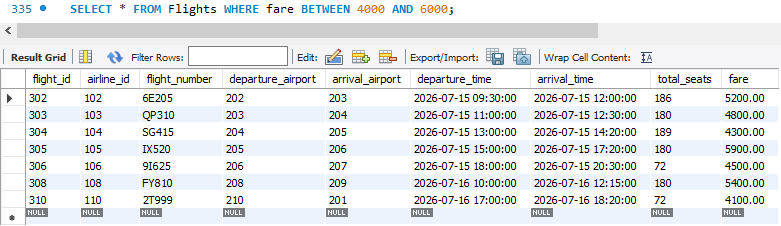 335 SELECT * FROM Flights WHERE fare BETWEEN 4000 AND 6000;
Result Grid Filter Rows: Edit: Export/Import: Wrap Cell Content:
flight_id airline_id flight_number departure_airport arrival_airport departure_time arrival_time total_seats fare
302 102 6E205 202 203 2026-07-15 09:30:00 2026-07-15 12:00:00 186 5200.00
303 103 QP310 203 204 2026-07-15 11:00:00 2026-07-15 12:30:00 180 4800.00
304 104 SG415 204 205 2026-07-15 13:00:00 2026-07-15 14:20:00 189 4300.00
305 105 IX520 205 206 2026-07-15 15:00:00 2026-07-15 17:20:00 180 5900.00
306 106 9I625 206 207 2026-07-15 18:00:00 2026-07-15 20:30:00 72 4500.00
308 108 FY810 208 209 2026-07-16 10:00:00 2026-07-16 12:15:00 180 5400.00
310 110 2T999 210 201 2026-07-16 17:00:00 2026-07-16 18:20:00 72 4100.00
NULL NULL NULL NULL NULL NULL NULL NULL NULL